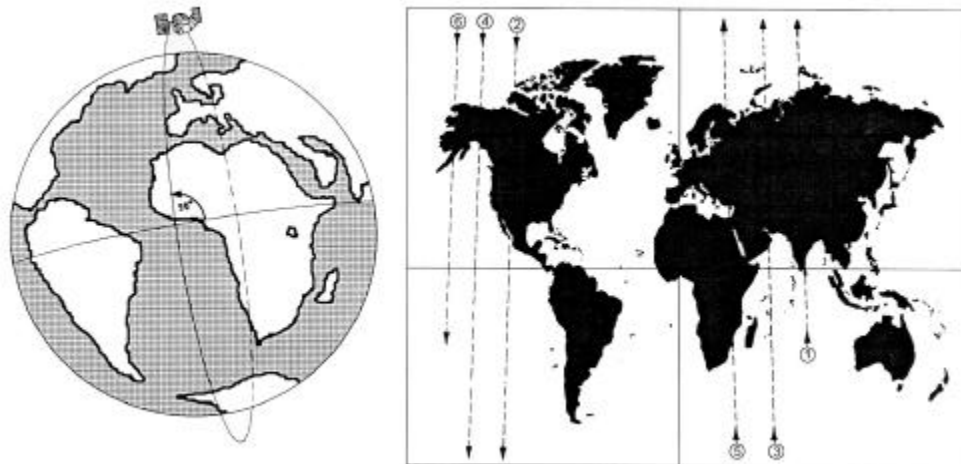 ⑥ ④ ②
①
⑤ ③